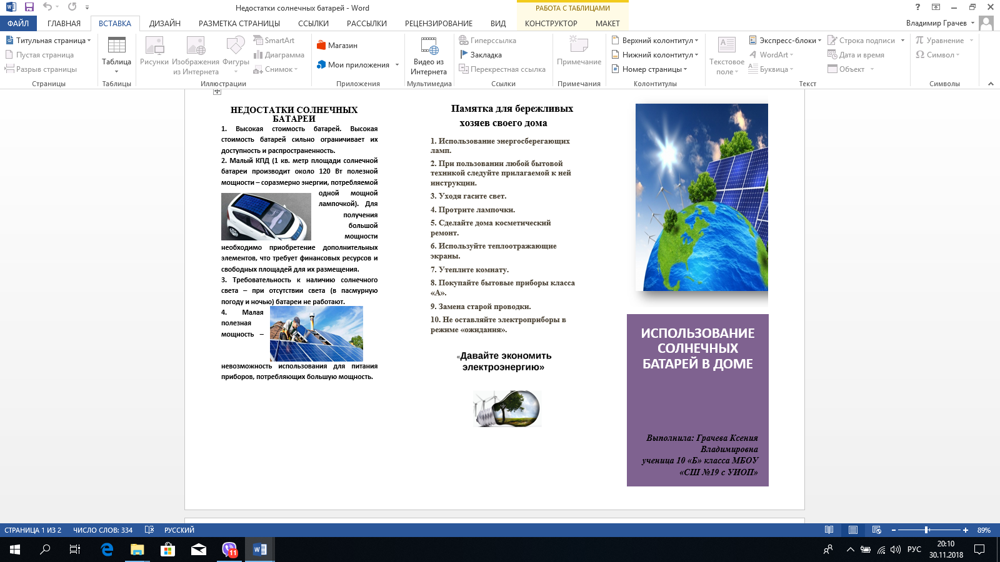 Недостатки солнечных батарей - Word
РАБОТА С ТАБЛИЦАМИ
ФАЙЛ
ГЛАВНАЯ
ВСТАВКА
ДИЗАЙН
РАЗМЕТКА СТРАНИЦЫ
ССЫЛКИ
РАССЫЛКИ
РЕЦЕНЗИРОВАНИЕ
ВИД
КОНСТРУКТОР
МАКЕТ
Владимир Грачев
Титульная страница
Пустая страница
Разрыв страницы
Страницы
Таблица
Таблицы
Рисунки
Изображения
из Интернета
Фигуры
SmartArt
Диаграмма
Снимок
Иллюстрации
Магазин
Мои приложения
Приложения
Видео из
Интернета
Мультимедиа
Гиперссылка
Закладка
Перекрестная ссылка
Ссылки
Примечание
Примечания
Верхний колонтитул
Нижний колонтитул
Номер страницы
Колонтитулы
Текстовое
поле
Экспресс-блоки
WordArt
Буквица
Строка подписи
Дата и время
Объект
Текст
Уравнение
Символ
Символы
НЕДОСТАТКИ СОЛНЕЧНЫХ
БАТАРЕИ
1. Высокая стоимость батарей. Высокая
стоимость батарей сильно ограничивает их
доступность и распространенность.
2. Малый КПД (1 кв. метр площади солнечной
батареи производит около 120 Вт полезной
мощности – соразмерно энергии, потребляемой
одной мощной
лампочкой). Для
получения
большой
мощности
необходимо приобретение дополнительных
элементов, что требует финансовых ресурсов и
свободных площадей для их размещения.
3. Требовательность к наличию солнечного
света – при отсутствии света (в пасмурную
погоду и ночью) батареи не работают.
4. Малая
полезная
мощность –
невозможность использования для питания
приборов, потребляющих большую мощность.
Памятка для бережливых
хозяев своего дома
1. Использование энергосберегающих
ламп.
2. При пользовании любой бытовой
техникой следуйте прилагаемой к ней
инструкции.
3. Уходя гасите свет.
4. Протрите лампочки.
5. Сделайте дома косметический
ремонт.
6. Используйте теплоотражающие
экраны.
7. Утеплите комнату.
8. Покупайте бытовые приборы класса
«А».
9. Замена старой проводки.
10. Не оставляйте электроприборы в
режиме «ожидания».
«Давайте экономить
электроэнергию»
ИСПОЛЬЗОВАНИЕ
СОЛНЕЧНЫХ
БАТАРЕЙ В ДОМЕ
Выполнила: Грачева Ксения
Владимировна
ученица 10 «Б» класса МБОУ
«СШ №19 с УИОП»
СТРАНИЦА 1 ИЗ 2
ЧИСЛО СЛОВ: 334
РУССКИЙ
89%
11
РУС
20:10
30.11.2018